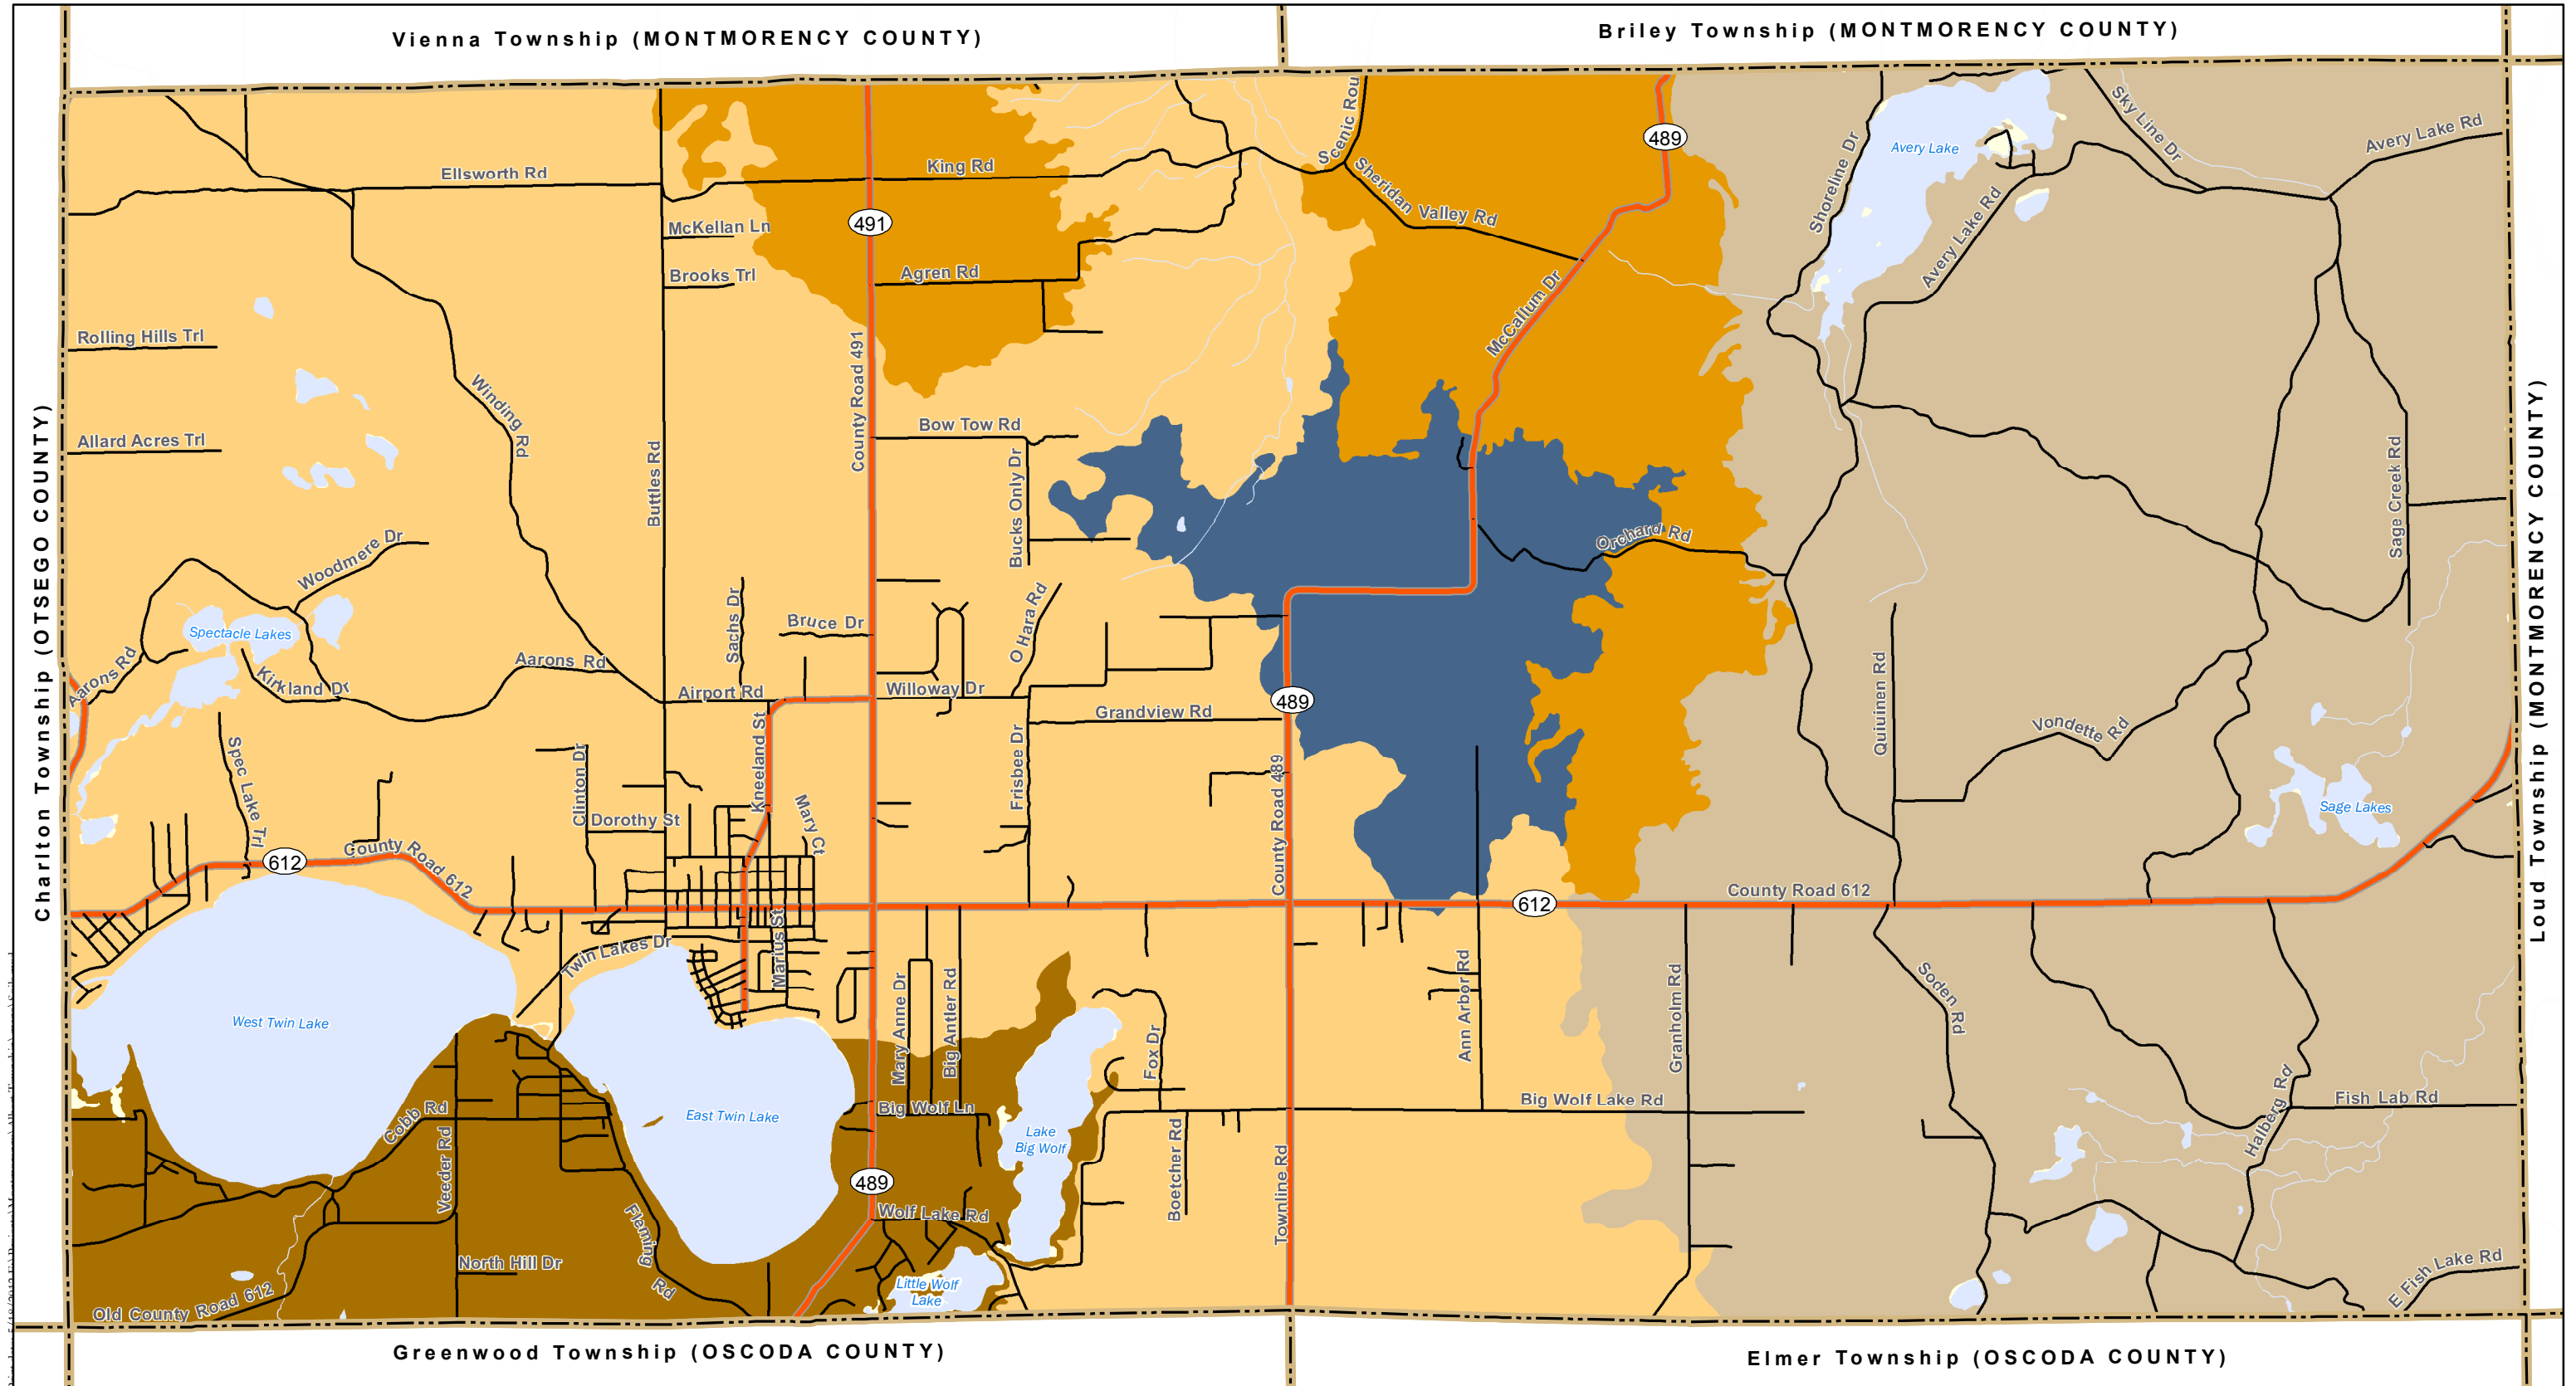 Vienna Township (MONTMORENCY COUNTY)
Briley Township (MONTMORENCY COUNTY)
Charlton Township (OTSEGO COUNTY)
Loud Township (MONTMORENCY COUNTY)
Greenwood Township (OSCODA COUNTY)
Elmer Township (OSCODA COUNTY)
Scenic Rou
489
Sky Line Dr
Avery Lake Rd
Avery Lake
Shoreline Dr
Ellsworth Rd
King Rd
Sheridan Valley Rd
Avery Lake Rd
McKellan Ln
491
Brooks Trl
Agren Rd
McCallum Dr
Rolling Hills Trl
County Road 491
Winding Rd
Allard Acres Trl
Buttles Rd
Bow Tow Rd
Bucks Only Dr
Sage Creek Rd
Woodmere Dr
Orchard Rd
Spectacle Lakes
Sachs Dr
Bruce Dr
O Hara Rd
Aarons Rd
Aarons Rd
Kirkland Dr
Airport Rd
Willoway Dr
489
Quiuinen Rd
Grandview Rd
Vondette Rd
Spec Lake Trl
Clinton Dr
Kneeland St
Mary Ct
Frisbee Dr
County Road 489
Sage Lakes
Dorothy St
612
County Road 612
County Road 612
612
Twin Lakes Dr
Marius St
Mary Anne Dr
Big Antler Rd
Fox Dr
Ann Arbor Rd
Granholm Rd
Soden Rd
West Twin Lake
East Twin Lake
Cobb Rd
Big Wolf Ln
Big Wolf Lake Rd
Halberg Rd
Fish Lab Rd
Lake
Big Wolf
Veeder Rd
489
Boetcher Rd
Townline Rd
Wolf Lake Rd
Fleming Rd
North Hill Dr
Little Wolf
Lake
Old County Road 612
E Fish Lake Rd